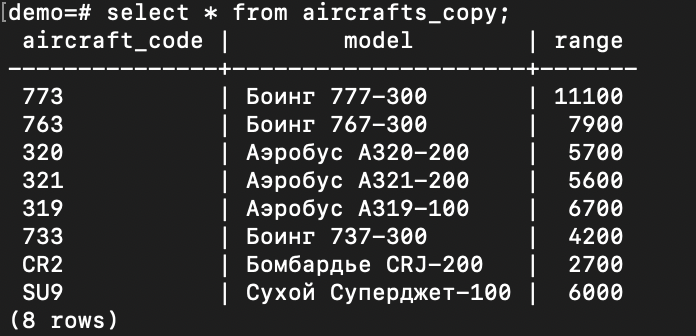 demo=# select * from aircrafts_copy;
 aircraft_code |        model        | range
---------------+---------------------+-------
 773           | Боинг 777-300       | 11100
 763           | Боинг 767-300       |  7900
 320           | Аэробус A320-200    |  5700
 321           | Аэробус A321-200    |  5600
 319           | Аэробус A319-100    |  6700
 733           | Боинг 737-300       |  4200
 CR2           | Бомбардье CRJ-200   |  2700
 SU9           | Сухой Суперджет-100 |  6000
(8 rows)